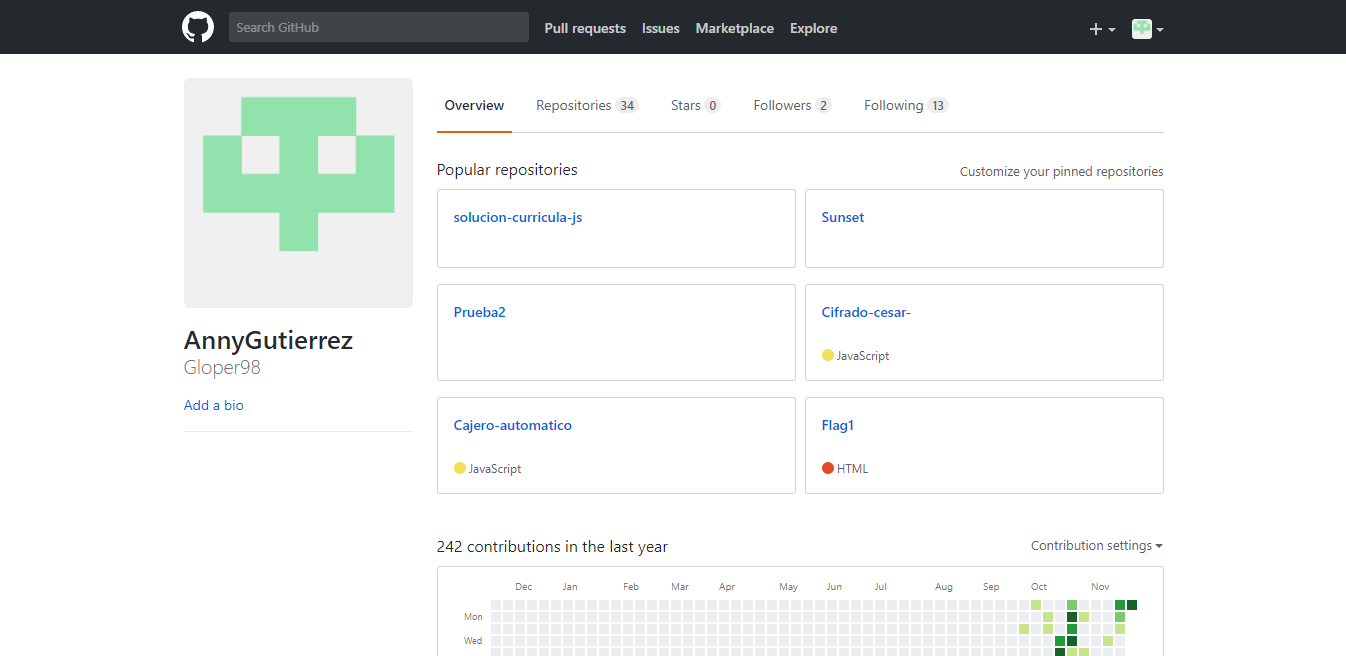 Search GitHub Pull requests Issues Marketplace Explore
Overview Repositories 34 Stars 0 Followers 2 Following 13
Popular repositories Customize your pinned repositories
solucion-curricula-js Sunset
Prueba2 Cifrado-cesar-
JavaScript
AnnyGutierrez
Gloper98
Add a bio
Cajero-automatico Flag1
JavaScript HTML
242 contributions in the last year Contribution settings
Dec Jan Feb Mar Apr May Jun Jul Aug Sep Oct Nov
Mon
Wed